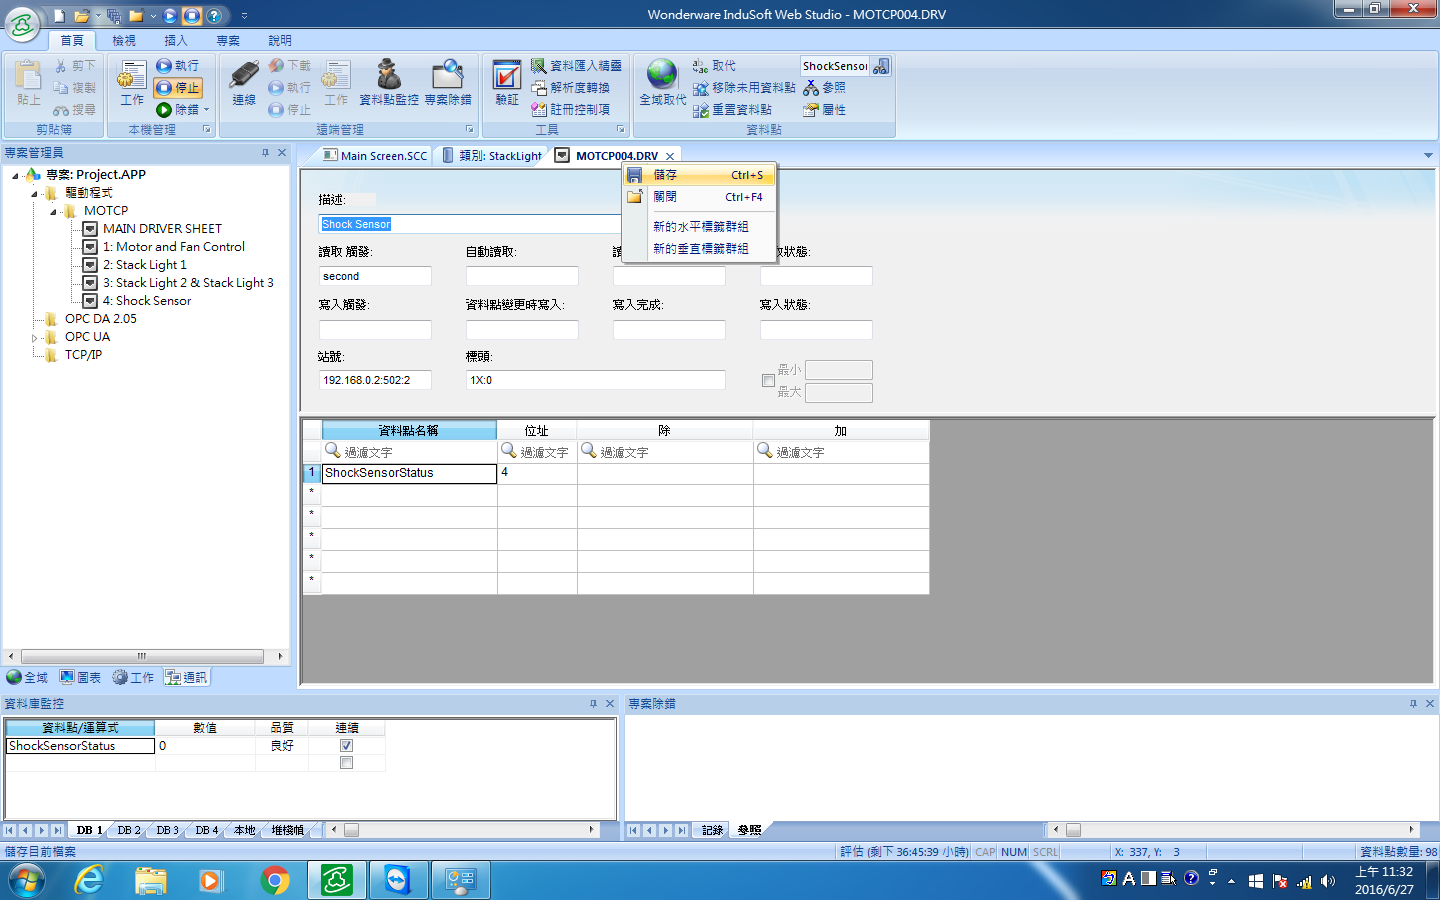 Wonderware InduSoft Web Studio - MOTCP004.DRV
首頁 檢視 插入 專案 說明
貼上 剪下 複製 搜尋
工作 執行 停止 除錯
連線 下載 執行 停止 工作 資料點監控 專案除錯
驗証 資料匯入精靈 解析度轉換 註冊控制項
全域取代 取代 移除未用資料點 重置資料點 ShockSensor 參照 屬性
剪貼簿 本機管理 遠端管理 工具 資料點
專案管理員
專案: Project.APP
驅動程式
MOTCP
MAIN DRIVER SHEET
1: Motor and Fan Control
2: Stack Light 1
3: Stack Light 2 & Stack Light 3
4: Shock Sensor
OPC DA 2.05
OPC UA
TCP/IP
全域 圖表 工作 通訊
Main Screen.SCC 類別: StackLight MOTCP004.DRV
儲存 Ctrl+S
關閉 Ctrl+F4
新的水平標籤群組
新的垂直標籤群組
描述:
Shock Sensor
讀取 觸發: 自動讀取: 狀態:
second
寫入觸發: 資料點變更時寫入: 寫入完成: 寫入狀態:
站號: 標頭:
192.168.0.2:502:2 1X:0
最小
最大
資料點名稱 位址 除 加
過濾文字 過濾文字 過濾文字 過濾文字
1 ShockSensorStatus 4
*
*
*
*
*
資料庫監控
資料點/運算式 數值 品質 連續
ShockSensorStatus 0 良好
DB 1 DB 2 DB 3 DB 4 本地 堆棧幀
專案除錯
記錄 參照
儲存目前檔案
評估 (剩下 36:45:39 小時) CAP NUM SCRL X: 337, Y: 3 資料點數量: 98
上午 11:32
2016/6/27